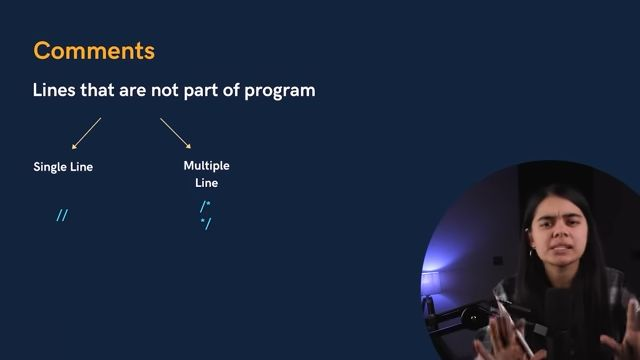 Comments
Lines that are not part of program
Single Line
Multiple
Line
//
/*
*/